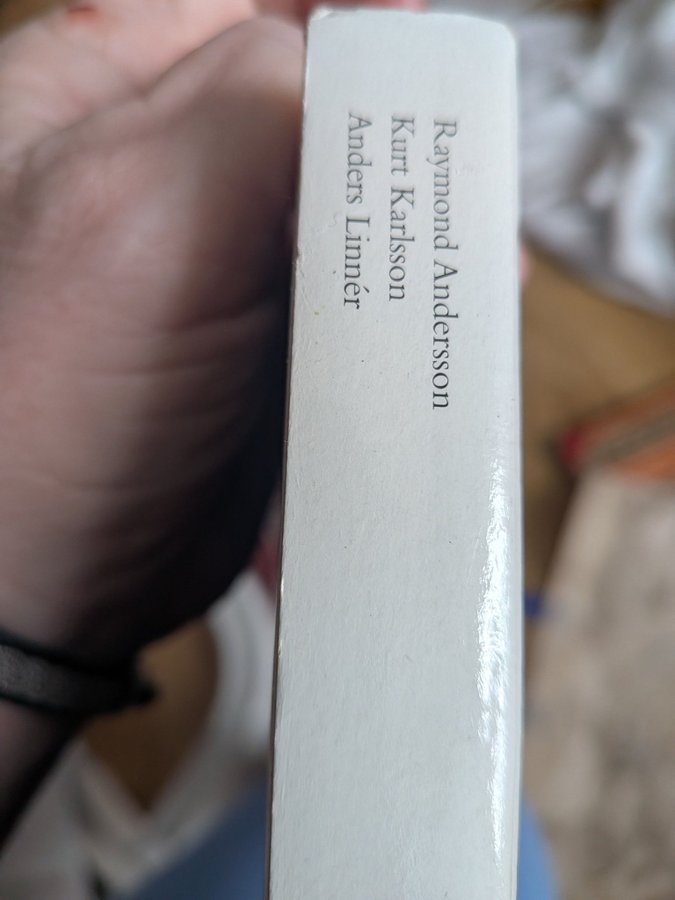 Raymond Andersson
Kurt Karlsson
Anders Linnér